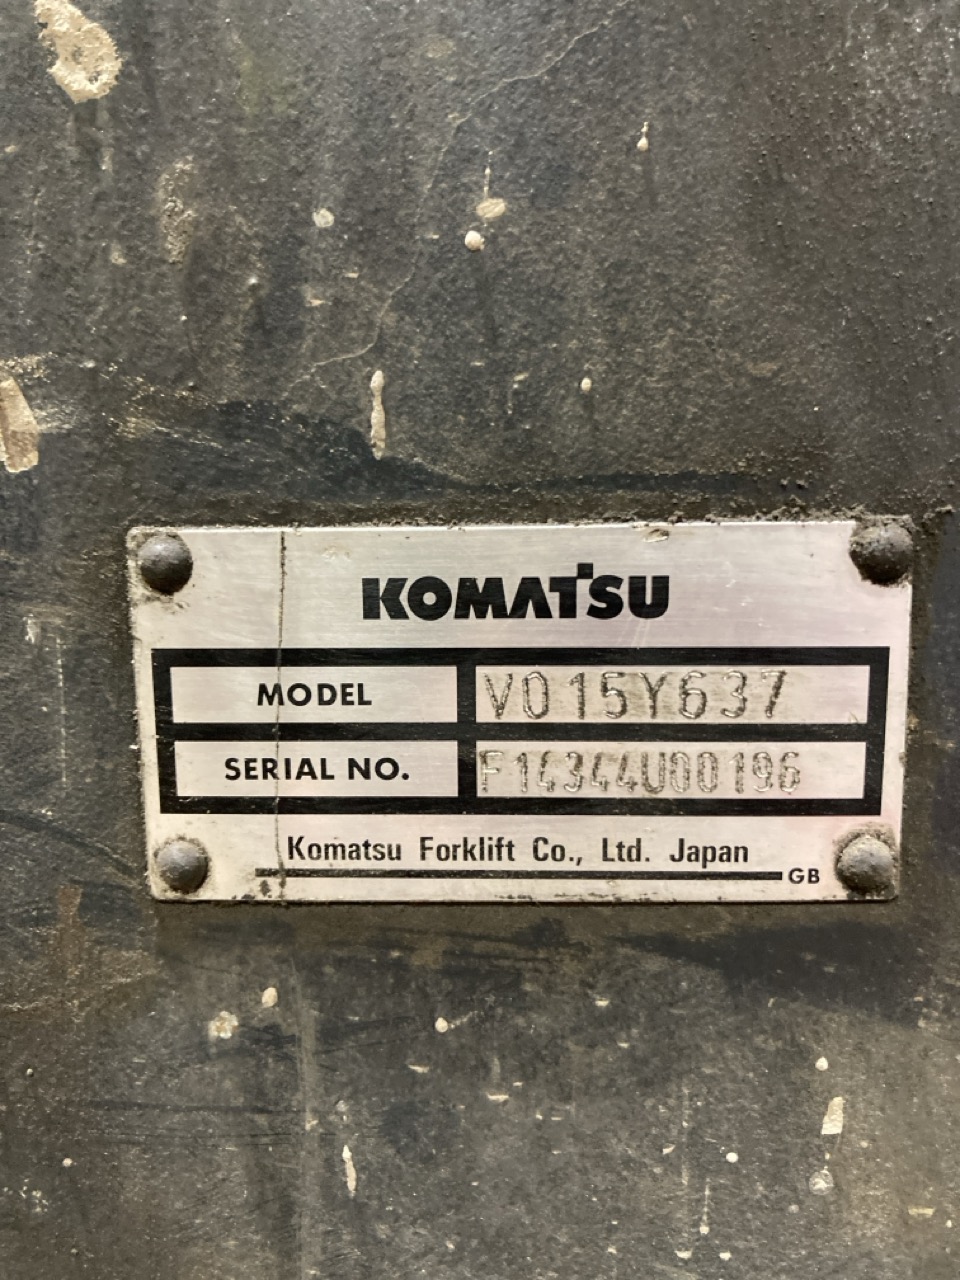 KOMATSU
MODEL V015Y637
SERIAL NO. F14344U00196
Komatsu Forklift Co., Ltd. Japan
GB